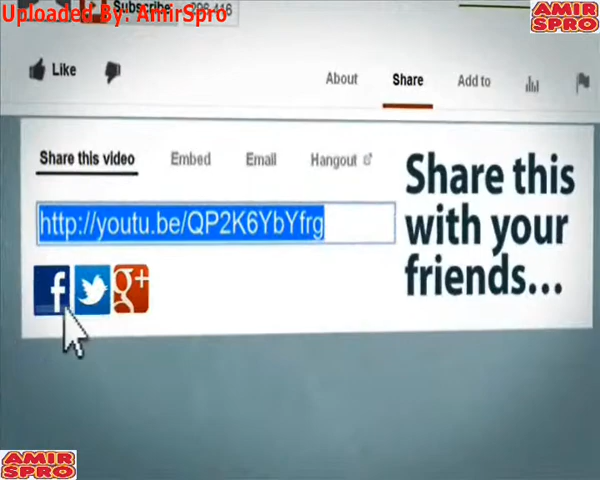 Subscribe
Uploaded By: AmirSpro
AMIR
SPRO
Like
About
Share
Add to
Share this video
Embed
Email
Hangout
http://youtu.be/QP2K6YbYfrg
Share this
with your
friends...
f
g+
AMIR
SPRO